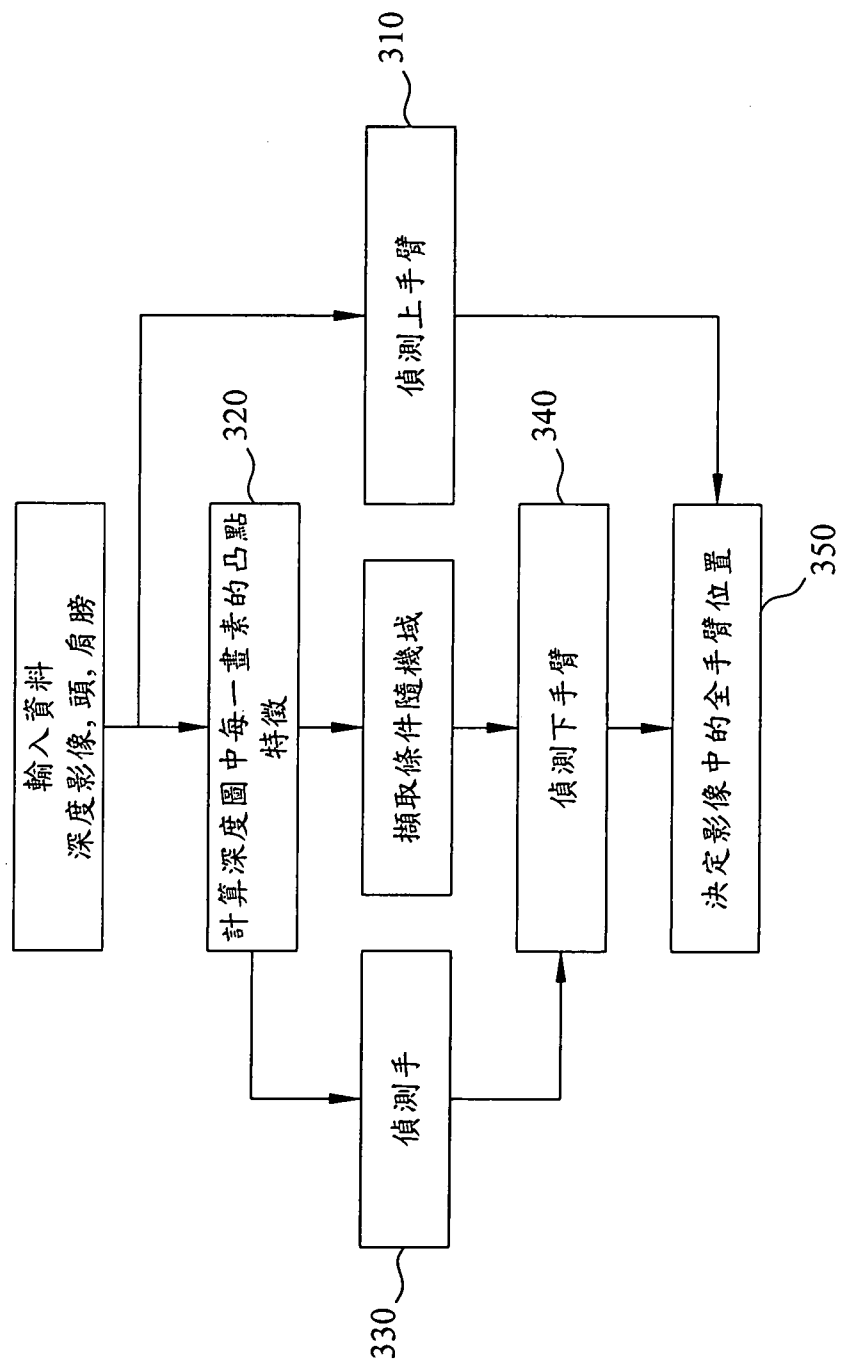 輸入資料
深度影像, 頭, 肩膀
320
計算深度圖中每一畫素的凸點
特徵
330
偵測手
擷取條件隨機域
310
偵測上手臂
340
偵測下手臂
決定影像中的全手臂位置
350